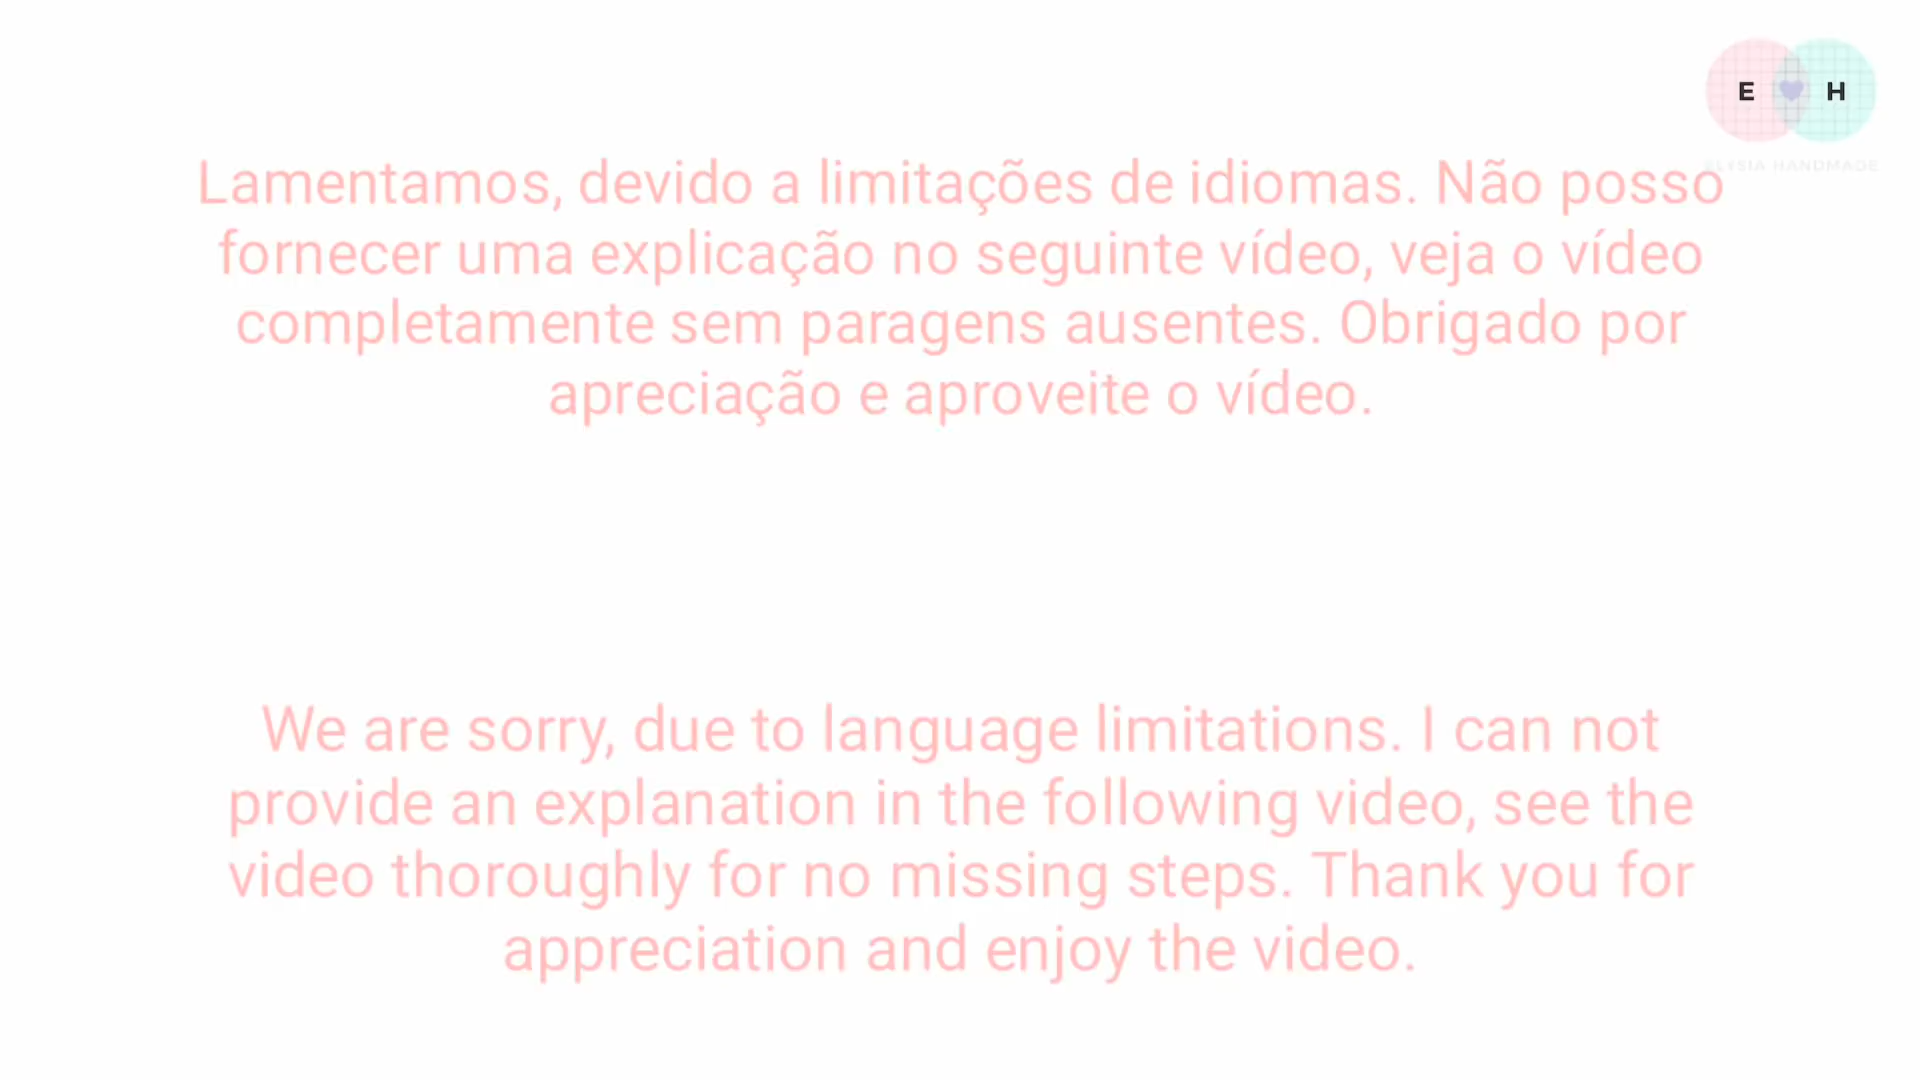 E H
ELYSIA HANDMADE
Lamentamos, devido a limitações de idiomas. Não posso
fornecer uma explicação no seguinte vídeo, veja o vídeo
completamente sem paragens ausentes. Obrigado por
apreciação e aproveite o vídeo.
We are sorry, due to language limitations. I can not
provide an explanation in the following video, see the
video thoroughly for no missing steps. Thank you for
appreciation and enjoy the video.